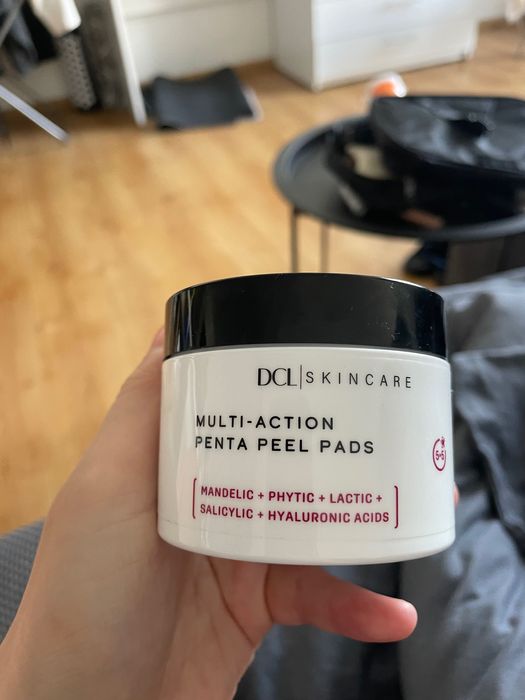 DCL|SKINCARE
MULTI-ACTION
PENTA PEEL PADS
MANDELIC + PHYTIC + LACTIC +
SALICYLIC + HYALURONIC ACIDS